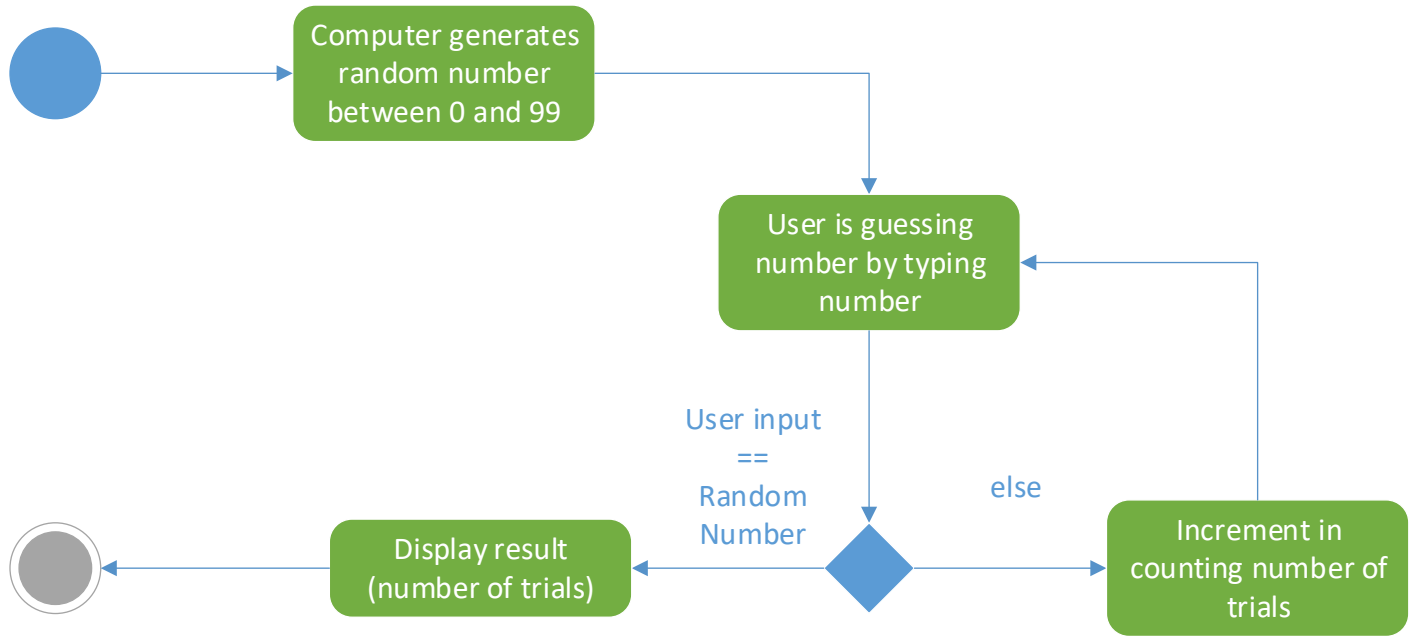 Computer generates
random number
between 0 and 99
User is guessing
number by typing
number
User input
==
Random
Number
else
Display result
(number of trials)
Increment in
counting number of
trials